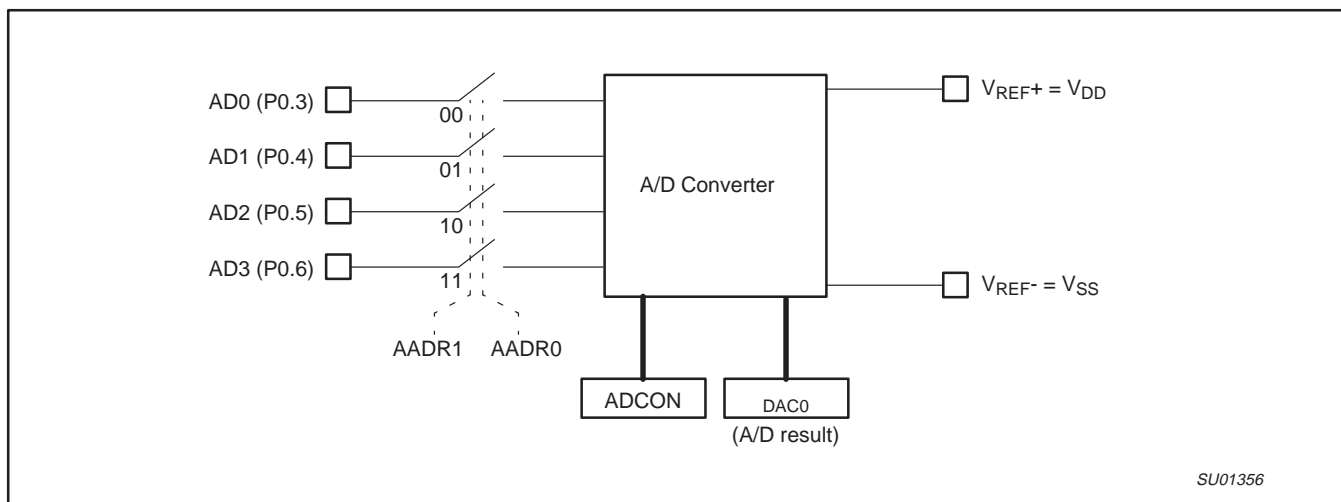 AD0 (P0.3)
00
AD1 (P0.4)
01
AD2 (P0.5)
10
AD3 (P0.6)
11
AADR1 AADR0
A/D Converter
VREF+ = VDD
VREF- = VSS
ADCON
DAC0
(A/D result)
SU01356